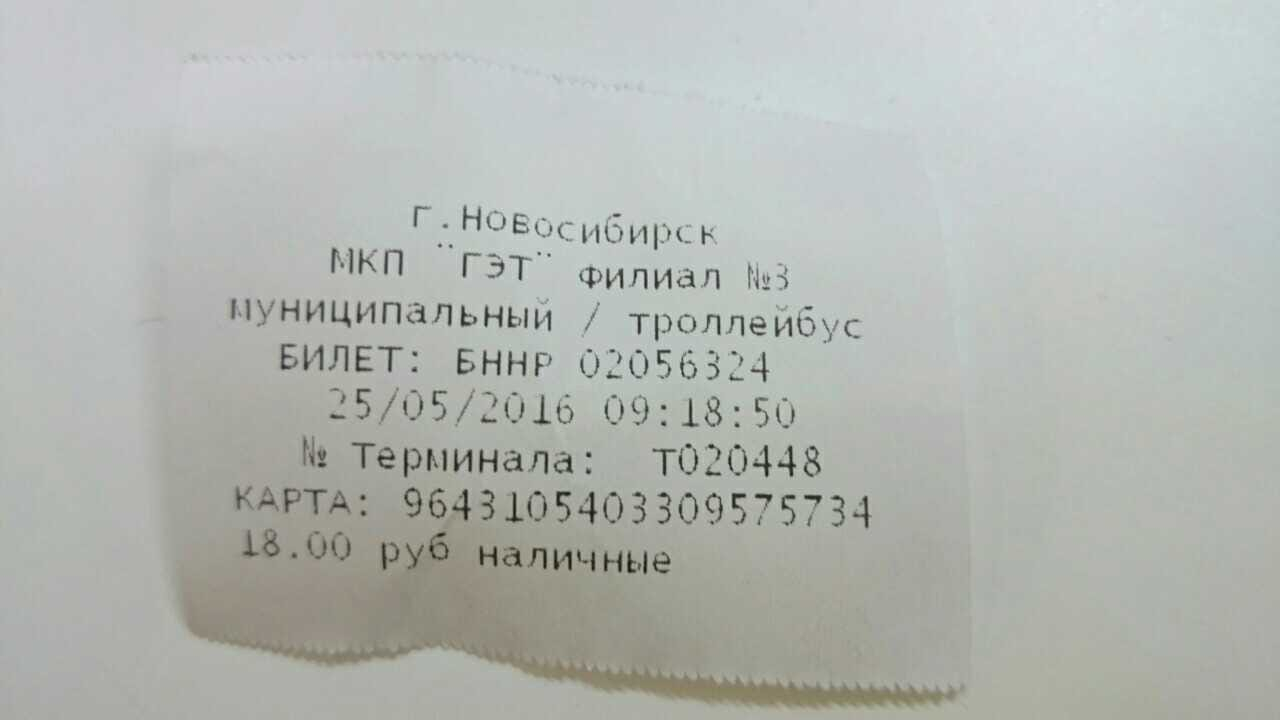 г.Новосибирск
МКП "ГЭТ" филиал №3
муниципальный / троллейбус
БИЛЕТ: БННР 02056324
25/05/2016 09:18:50
№ Терминала: Т020448
КАРТА: 9643105403309575734
18.00 руб наличные